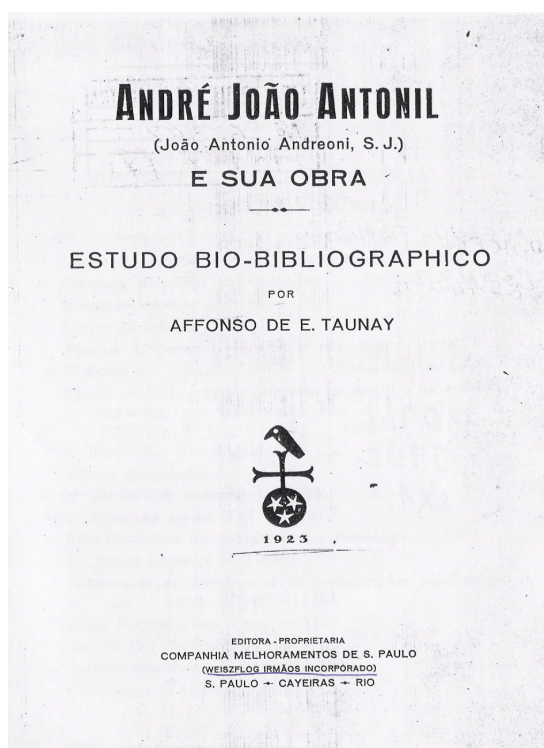 ANDRÉ JOÃO ANTONIL
(João Antonio Andreoni, S. J.)
E SUA OBRA
ESTUDO BIO-BIBLIOGRAPHICO
POR
AFFONSO DE E. TAUNAY
1923
EDITORA - PROPRIETARIA
COMPANHIA MELHORAMENTOS DE S. PAULO
(WEISZFLOG IRMÃOS INCORPORADO)
S. PAULO - CAYEIRAS - RIO